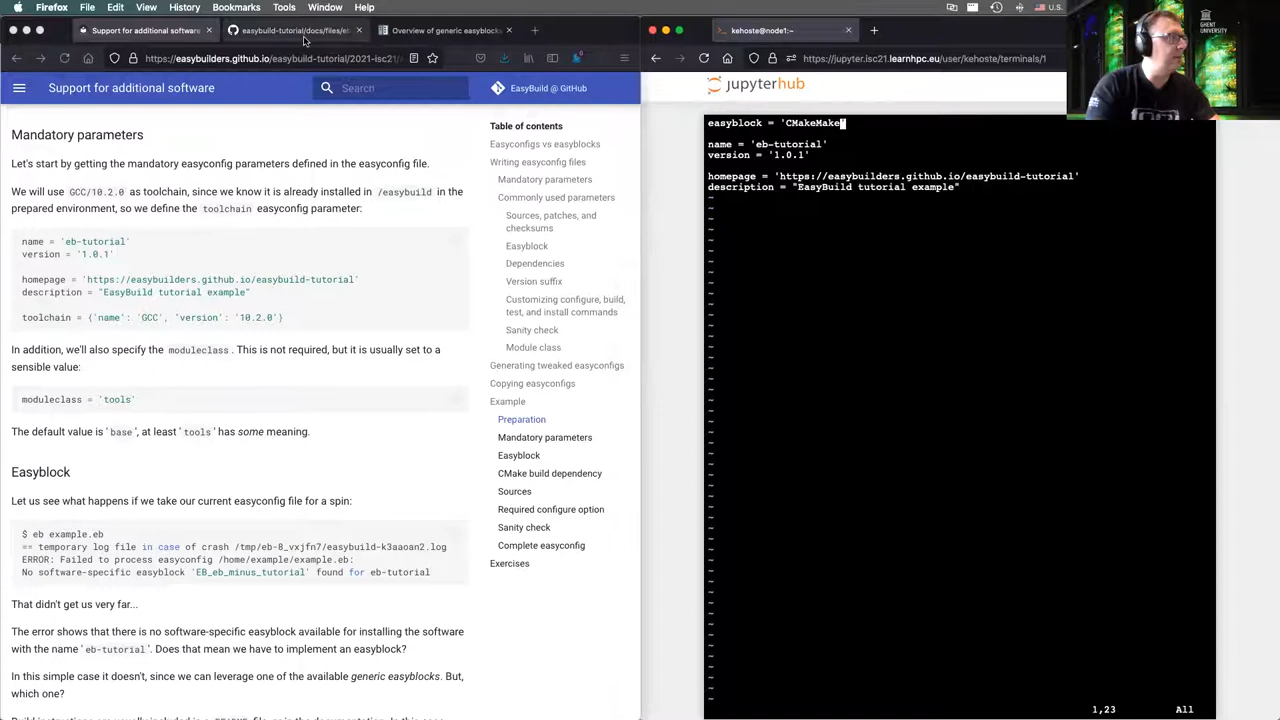 Firefox File Edit View History Bookmarks Tools Window Help
Support for additional software ×
easybuild-tutorial/docs/files/eb ×
Overview of generic easyblocks ×
+
https://easybuilders.github.io/easybuild-tutorial/2021-isc21/
Support for additional software
Search
EasyBuild @ GitHub
Mandatory parameters
Let's start by getting the mandatory easyconfig parameters defined in the easyconfig file.
We will use GCC/10.2.0 as toolchain, since we know it is already installed in /easybuild in the
prepared environment, so we define the toolchain easyconfig parameter:
name = 'eb-tutorial'
version = '1.0.1'
homepage = 'https://easybuilders.github.io/easybuild-tutorial'
description = "EasyBuild tutorial example"
toolchain = {'name': 'GCC', 'version': '10.2.0'}
n addition, we'll also specify the moduleclass. This is not required, but it is usually set to a
ensible value:
moduleclass = 'tools'
e default value is 'base', at least 'tools' has some meaning.
Easyblock
et us see what happens if we take our current easyconfig file for a spin:
$ eb example.eb
== temporary log file in case of crash /tmp/eb-8_vxjfn7/easybuild-k3aaoan2.log
ERROR: Failed to process easyconfig /home/example/example.eb:
o software-specific easyblock 'EB_eb_minus_tutorial' found for eb-tutorial
That didn't get us very far...
The error shows that there is no software-specific easyblock available for installing the software
with the name 'eb-tutorial'. Does that mean we have to implement an easyblock?
n this simple case it doesn't, since we can leverage one of the available generic easyblocks. But,
which one?
Table of contents
Easyconfigs vs easyblocks
Writing easyconfig files
Mandatory parameters
Commonly used parameters
Sources, patches, and
checksums
Easyblock
Dependencies
Version suffix
Customizing configure, build,
test, and install commands
Sanity check
Module class
Generating tweaked easyconfigs
Copying easyconfigs
Example
Preparation
Mandatory parameters
Easyblock
CMake build dependency
Sources
Required configure option
Sanity check
Complete easyconfig
Exercises
kehoste@node1:~ ×
+
https://jupyter.isc21.learnhpc.eu/user/kehoste/terminals/1
jupyterhub
easyblock = 'CMakeMake'
name = 'eb-tutorial'
version = '1.0.1'
homepage = 'https://easybuilders.github.io/easybuild-tutorial'
description = "EasyBuild tutorial example"
1,23 All
GHENT
UNIVERSITY